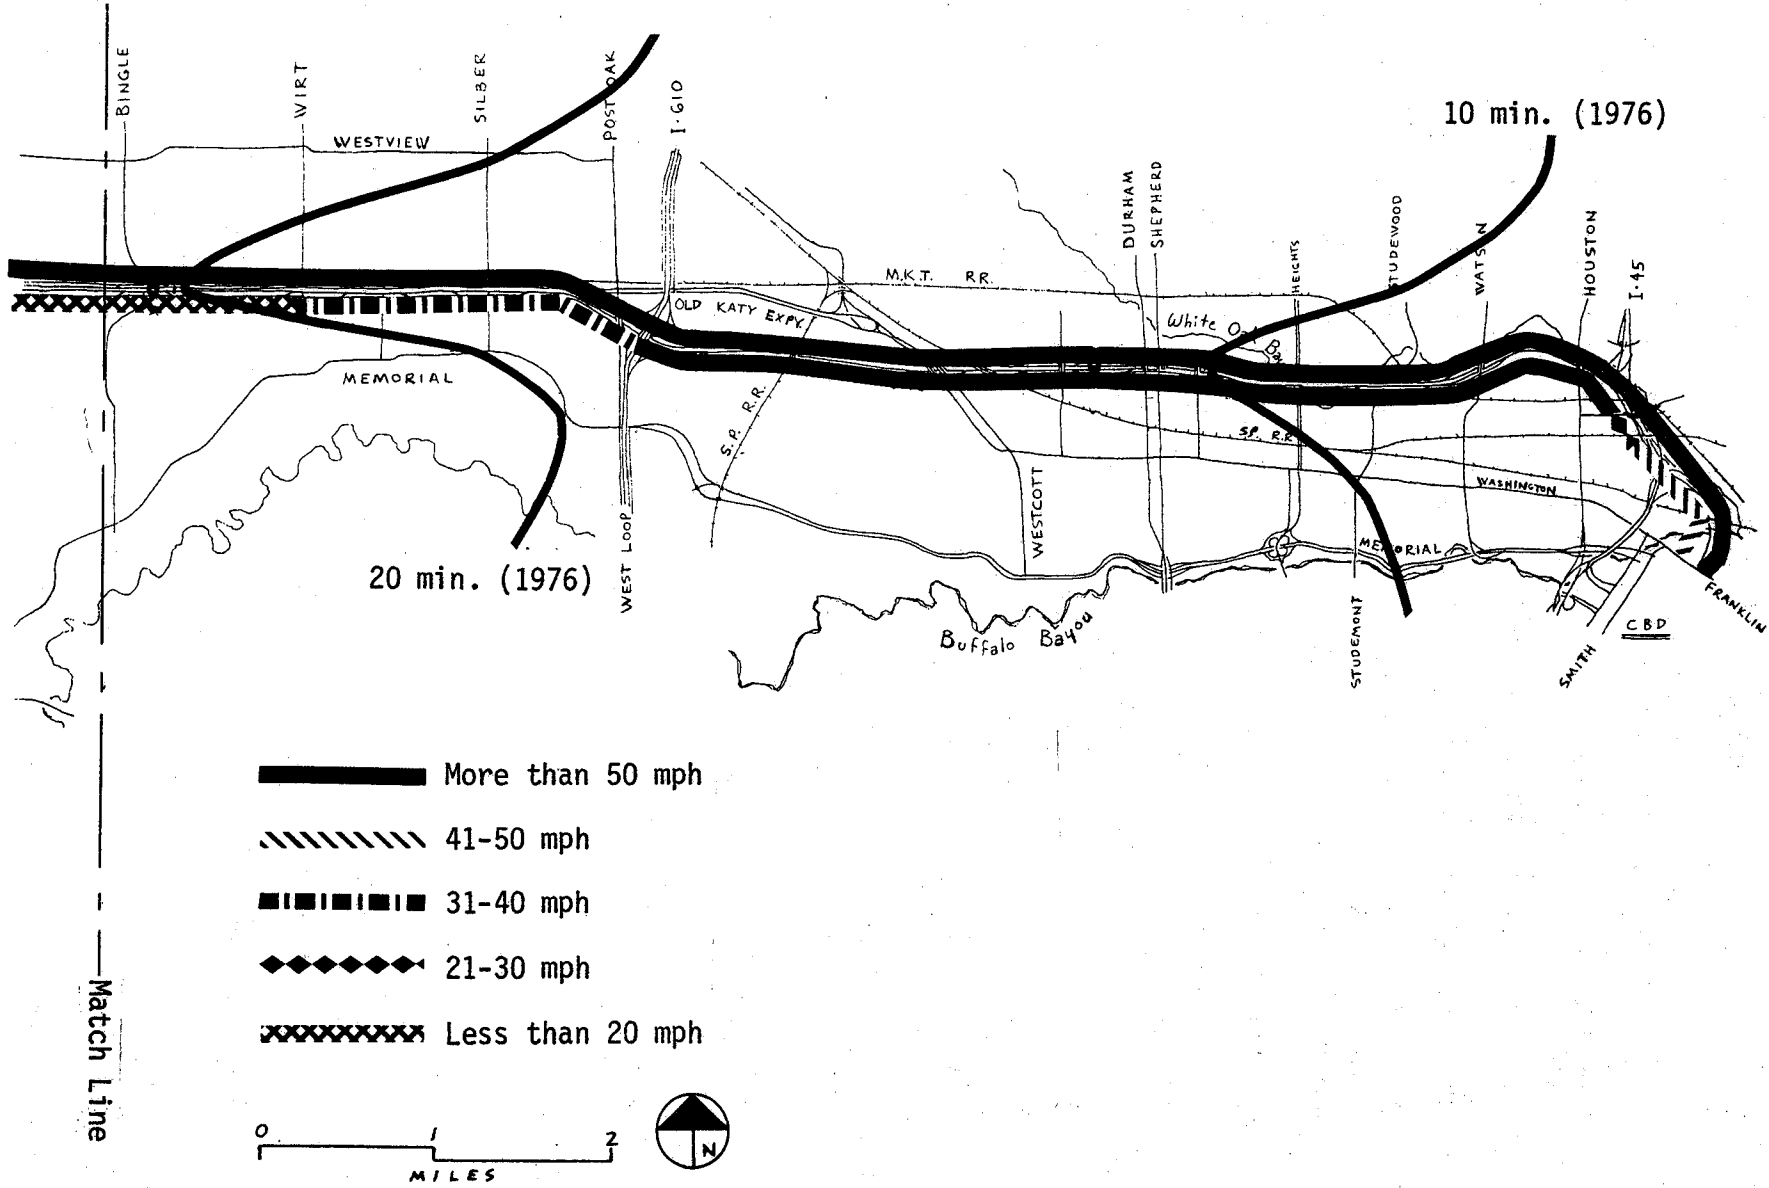 BINGLE
WIRT
SILBER
POST OAK
I-610
WESTVIEW
10 min. (1976)
DURHAM
SHEPHERD
HEIGHTS
STUDEWOOD
WATSON
HOUSTON
I-45
M.K.T. RR.
OLD KATY EXPY.
White Oak Ba
MEMORIAL
S.P. R.R.
S.P. R.R.
WESTCOTT
WASHINGTON
MEMORIAL
20 min. (1976)
WEST LOOP
Buffalo Bayou
STUDEMONT
SMITH
CBD
FRANKLIN
More than 50 mph
41-50 mph
31-40 mph
21-30 mph
Less than 20 mph
Match Line
0 1 2
MILES
N